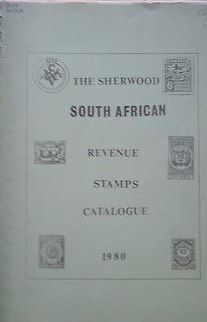 THE SHERWOOD
SOUTH AFRICAN
REVENUE
STAMPS
CATALOGUE
1980